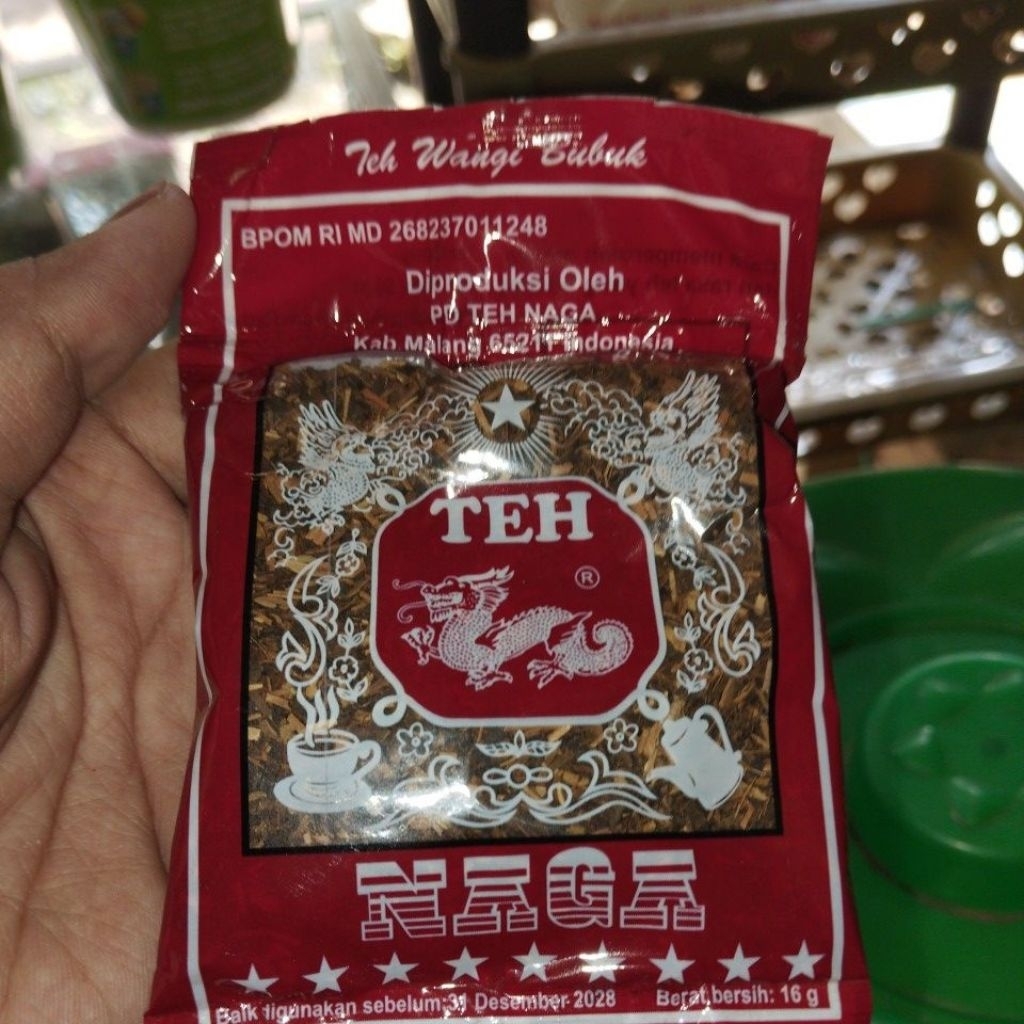 Teh Wangi Bubuk
BPOM RI MD 268237011248
Diproduksi Oleh
PD TEH NAGA
Kab. Malang 65211 Indonesia
TEH
®
NAGA
Baik digunakan sebelum:31 Desember 2028 Berat bersih: 16 g